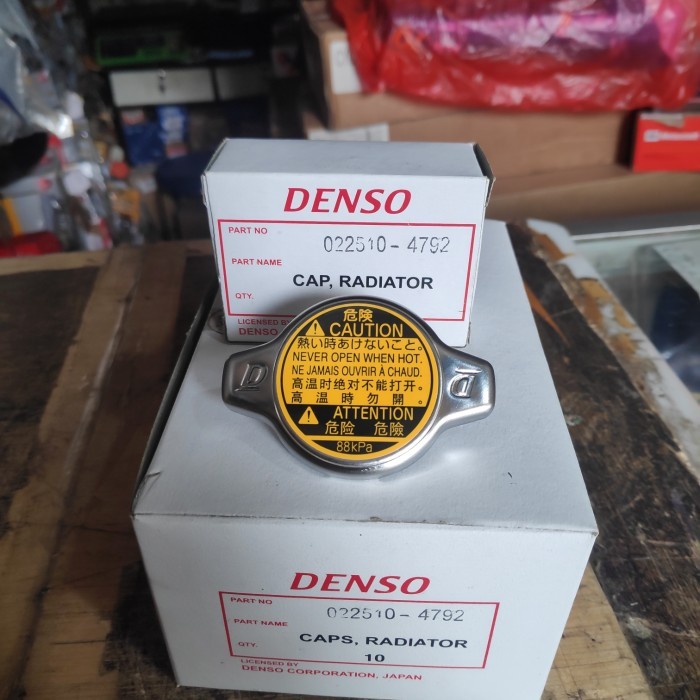 DENSO
PART NO
022510-4792
PART NAME
CAP, RADIATOR
QTY.
LICENSED BY
DENSO
危険
CAUTION
熱い時あけないこと。
NEVER OPEN WHEN HOT.
NE JAMAIS OUVRIR À CHAUD.
高温时绝对不能打开。
高温時勿開。
ATTENTION
危险 危險
88kPa
D
D
DENSO
PART NO
022510-4792
PART NAME
CAPS, RADIATOR
QTY.
10
LICENSED BY
DENSO CORPORATION, JAPAN